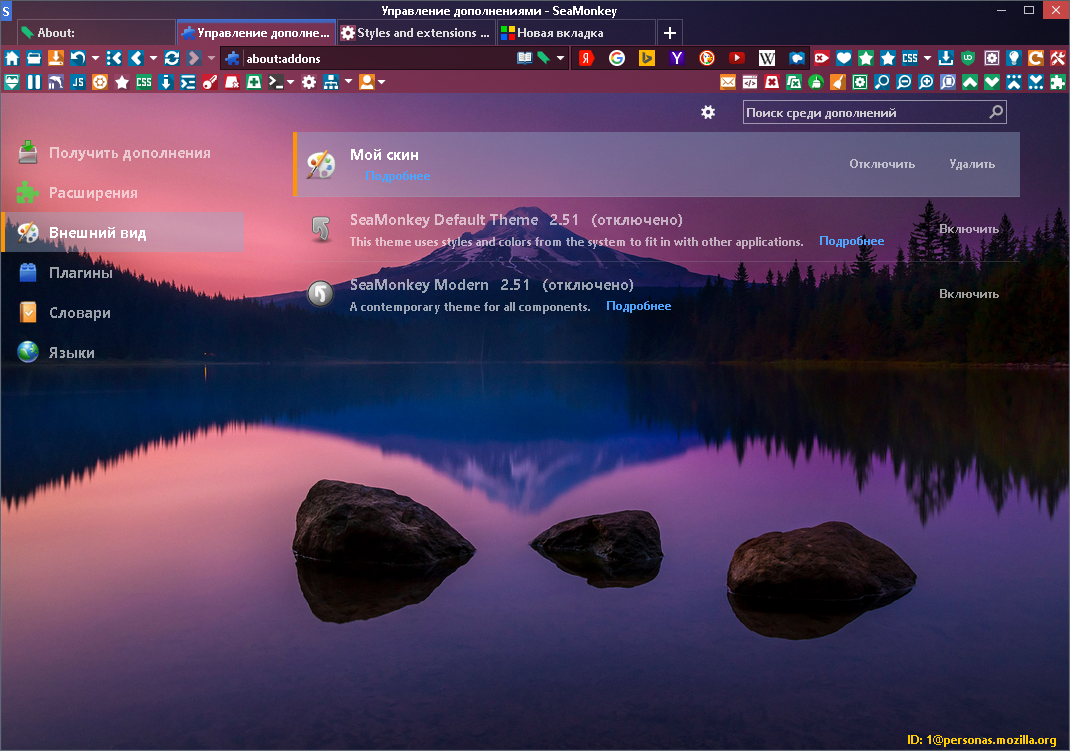 S
Управление дополнениями - SeaMonkey
About:
Управление дополне...
Styles and extensions ...
Новая вкладка
about:addons
Я G Y W CSS
JS CSS
Поиск среди дополнений
Получить дополнения
Расширения
Внешний вид
Плагины
Словари
Языки
Мой скин
Подробнее
Отключить Удалить
SeaMonkey Default Theme 2.51 (отключено)
This theme uses styles and colors from the system to fit in with other applications. Подробнее
Включить
SeaMonkey Modern 2.51 (отключено)
A contemporary theme for all components. Подробнее
Включить
ID: 1@personas.mozilla.org